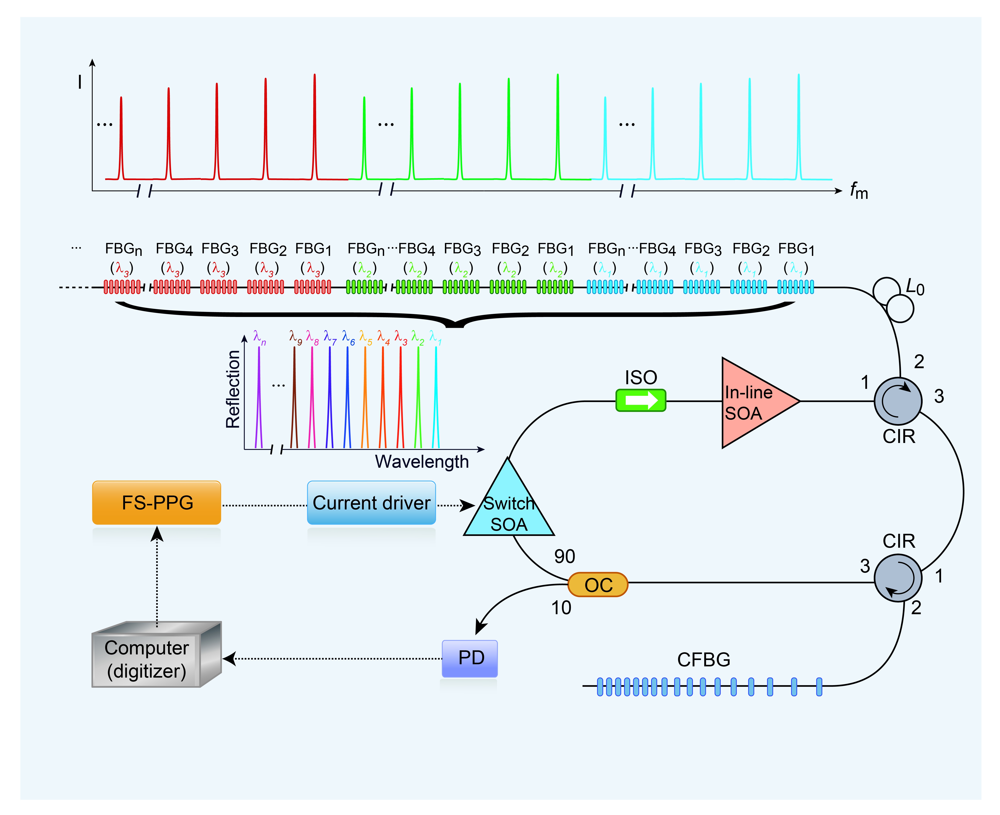 I
...
...
...
fm
... FBGn FBG4 FBG3 FBG2 FBG1 FBGn ...FBG4 FBG3 FBG2 FBG1 FBGn ...FBG4 FBG3 FBG2 FBG1
(λ3) (λ3) (λ3) (λ3) (λ3) (λ2) (λ2) (λ2) (λ2) (λ2) (λ1) (λ1) (λ1) (λ1) (λ1)
L0
λn λ9 λ8 λ7 λ6 λ5 λ4 λ3 λ2 λ1
...
Reflection
Wavelength
ISO
In-line
SOA
1
2
3
CIR
FS-PPG
Current driver
Switch
SOA
90
OC
10
CIR
3
1
2
Computer
(digitizer)
PD
CFBG